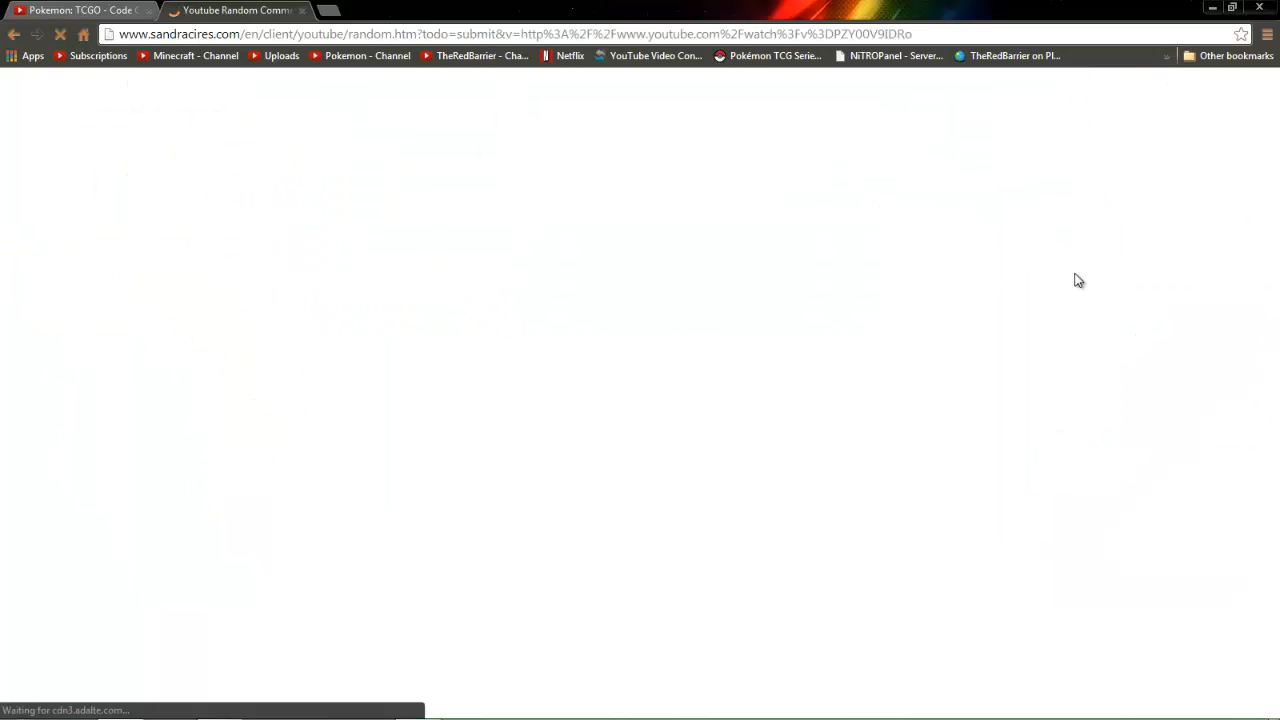 Pokemon: TCGO - Code C
Youtube Random Comme
www.sandracires.com/en/client/youtube/random.htm?todo=submit&v=http%3A%2F%2Fwww.youtube.com%2Fwatch%3Fv%3DPZY00V9IDRo
Apps Subscriptions Minecraft - Channel Uploads Pokemon - Channel TheRedBarrier - Cha... Netflix YouTube Video Con... Pokémon TCG Serie... NiTROPanel - Server... TheRedBarrier on Pl... » Other bookmarks
Waiting for cdn3.adalte.com...